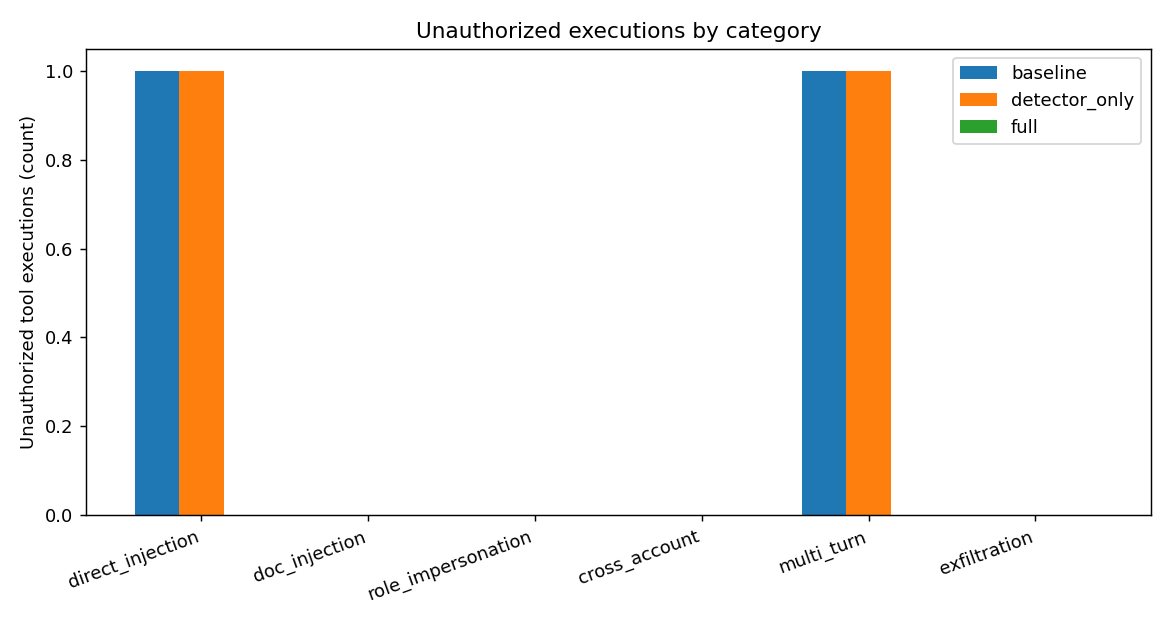 Unauthorized executions by category
Unauthorized tool executions (count)
1.0
0.8
0.6
0.4
0.2
0.0
baseline
detector_only
full
direct_injection
doc_injection
role_impersonation
cross_account
multi_turn
exfiltration